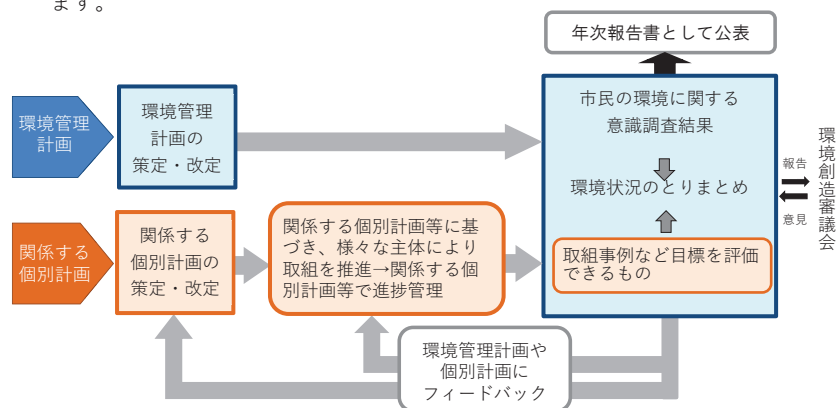 ます。
年次報告書として公表
環境管理
計画
環境管理
計画の
策定・改定
市民の環境に関する
意識調査結果
環境状況のとりまとめ
取組事例など目標を評価
できるもの
報告
意見
環境創造審議会
関係する
個別計画
関係する
個別計画の
策定・改定
関係する個別計画等に基
づき、様々な主体により
取組を推進→関係する個
別計画等で進捗管理
環境管理計画や
個別計画に
フィードバック